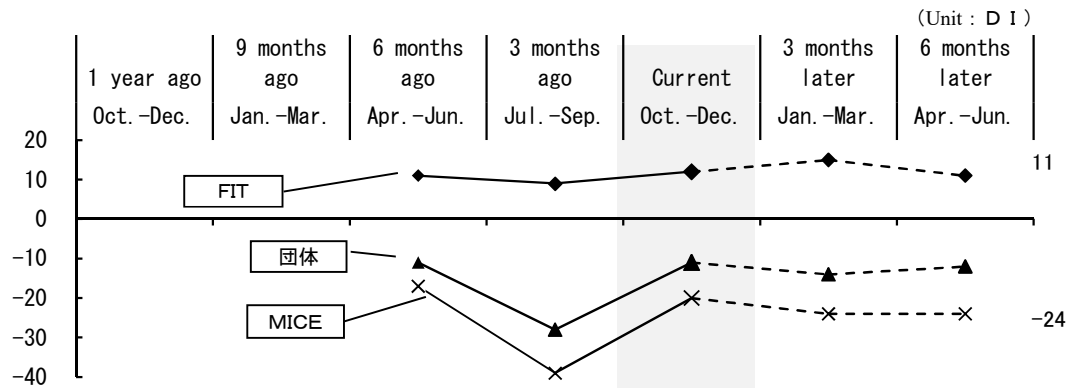 (Unit : ＤＩ)
1 year ago
Oct.-Dec.
9 months
ago
Jan.-Mar.
6 months
ago
Apr.-Jun.
3 months
ago
Jul.-Sep.
Current
Oct.-Dec.
3 months
later
Jan.-Mar.
6 months
later
Apr.-Jun.
20
10
0
-10
-20
-30
-40
FIT
団体
MICE
11
-24